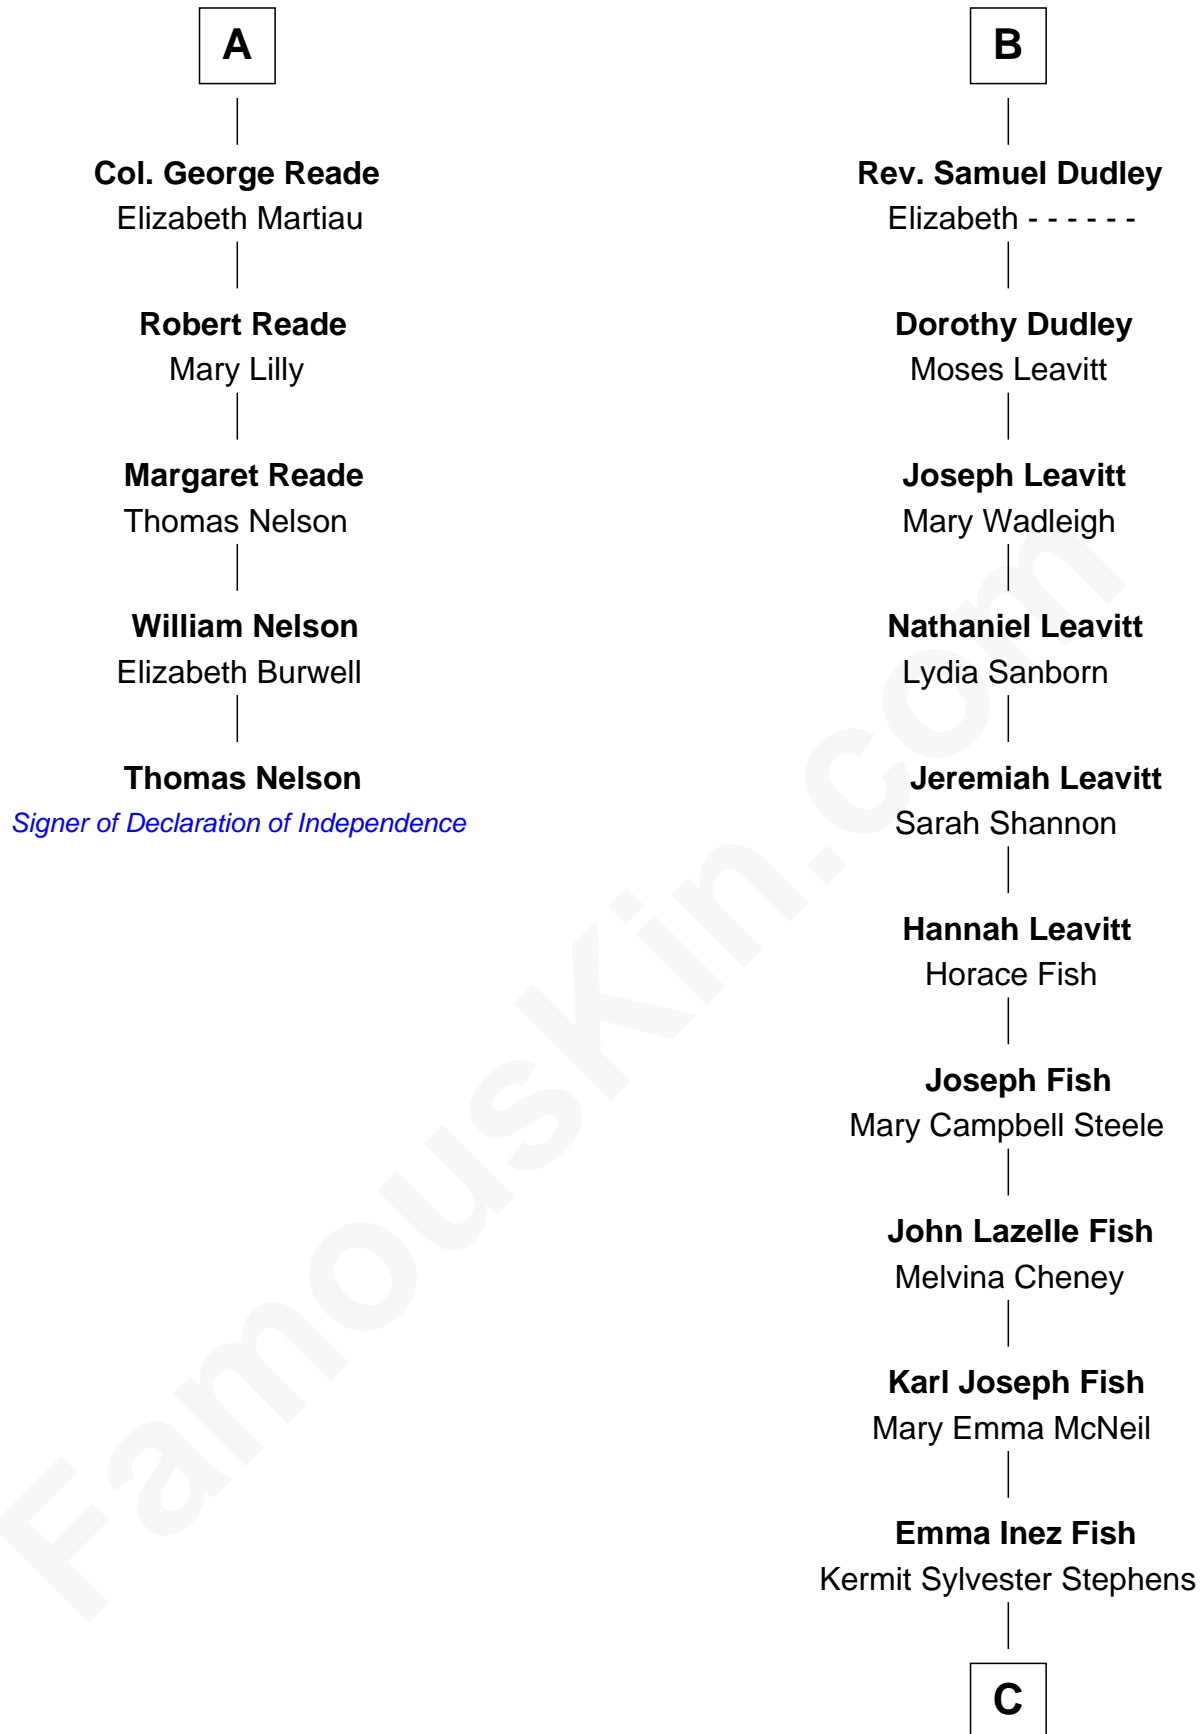 A
Col. George Reade
Elizabeth Martiau
Robert Reade
Mary Lilly
Margaret Reade
Thomas Nelson
William Nelson
Elizabeth Burwell
Thomas Nelson
Signer of Declaration of Independence
B
Rev. Samuel Dudley
Elizabeth - - - - - -
Dorothy Dudley
Moses Leavitt
Joseph Leavitt
Mary Wadleigh
Nathaniel Leavitt
Lydia Sanborn
Jeremiah Leavitt
Sarah Shannon
Hannah Leavitt
Horace Fish
Joseph Fish
Mary Campbell Steele
John Lazelle Fish
Melvina Cheney
Karl Joseph Fish
Mary Emma McNeil
Emma Inez Fish
Kermit Sylvester Stephens
C
FamousKin.com